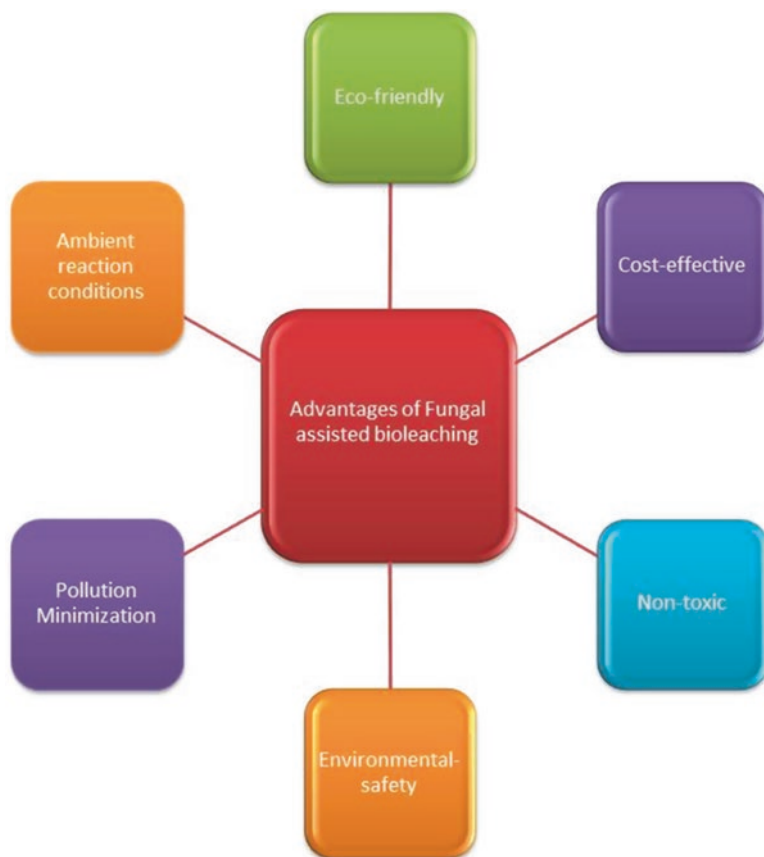 Eco-friendly
Ambient
reaction
conditions
Cost-effective
Advantages of Fungal
assisted bioleaching
Pollution
Minimization
Non-toxic
Environmental-
safety